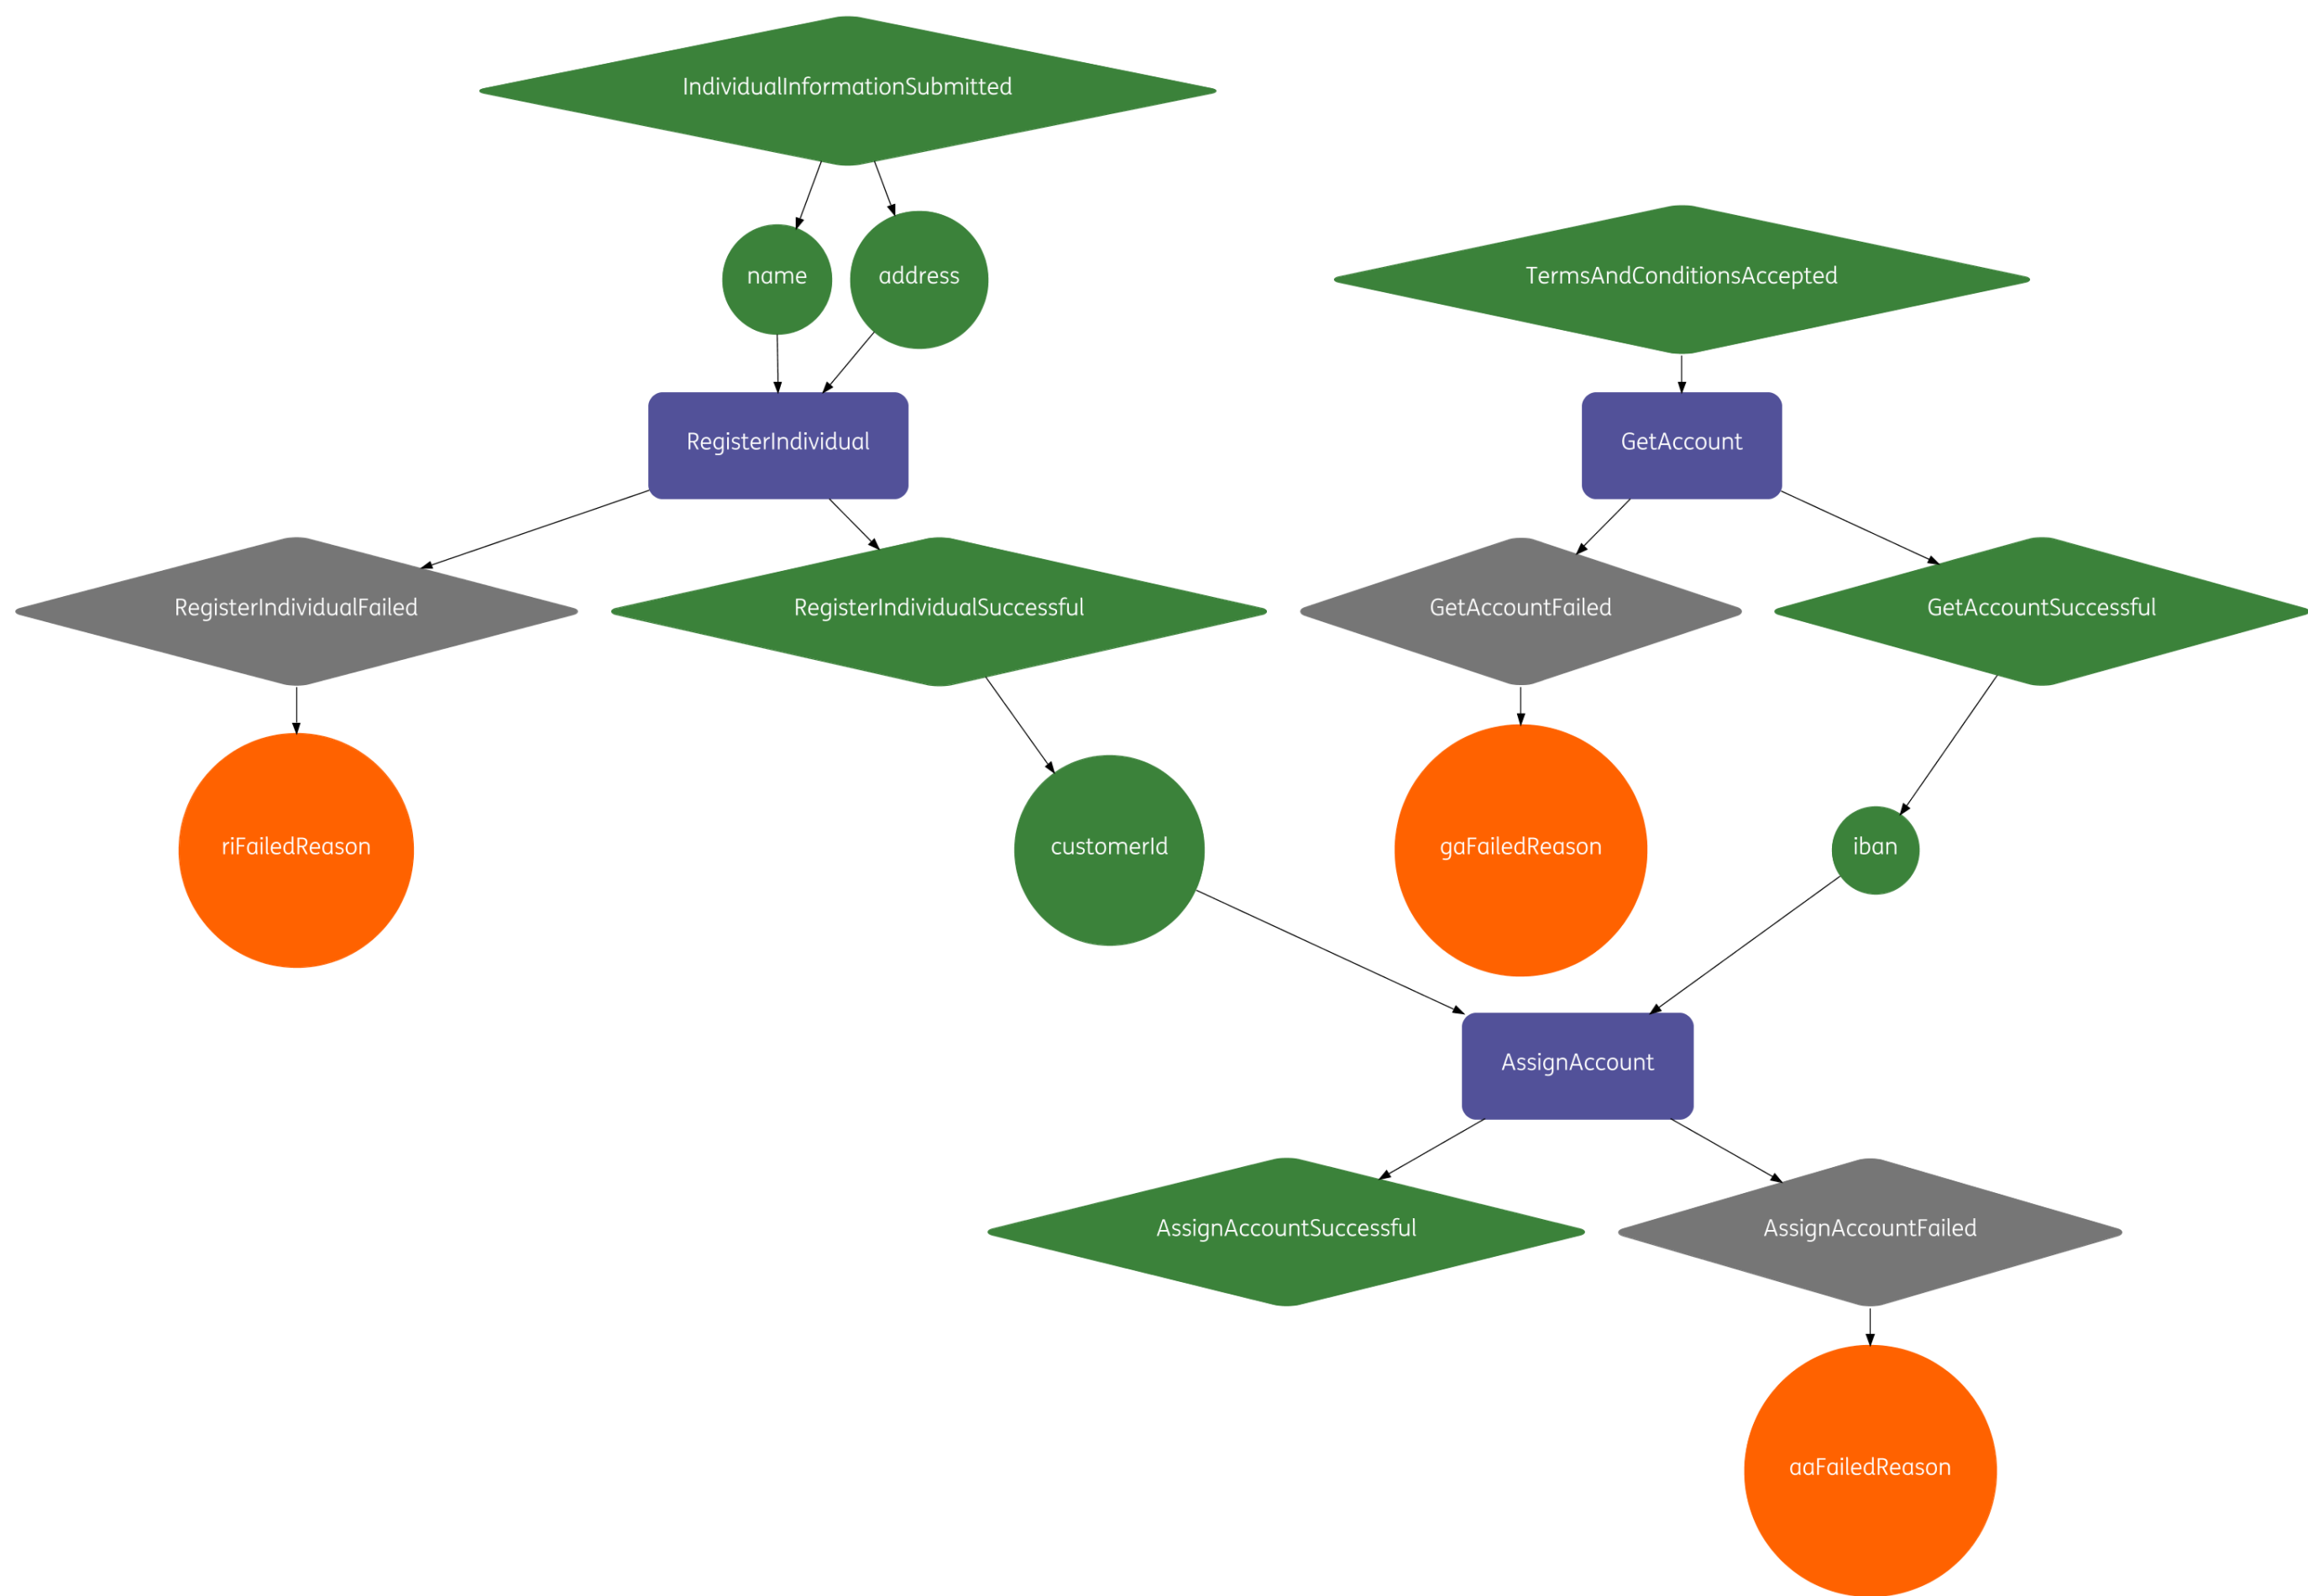 IndividualInformationSubmitted
name
address
TermsAndConditionsAccepted
RegisterIndividual
GetAccount
RegisterIndividualFailed
RegisterIndividualSuccessful
GetAccountFailed
GetAccountSuccessful
riFailedReason
customerId
gaFailedReason
iban
AssignAccount
AssignAccountSuccessful
AssignAccountFailed
aaFailedReason